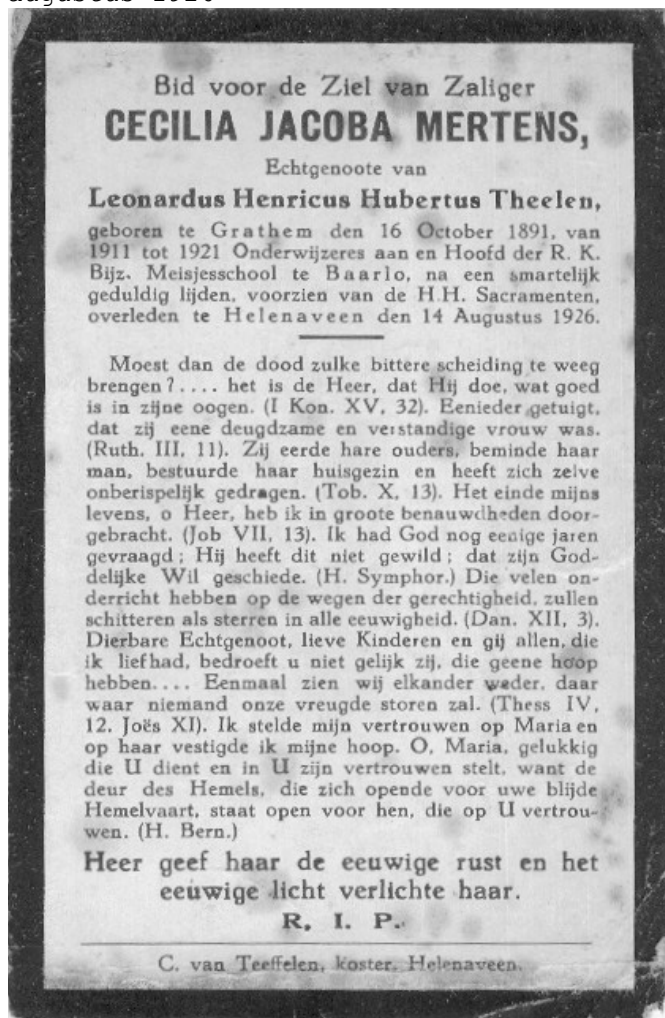 Bid voor de Ziel van Zaliger
CECILIA JACOBA MERTENS,
Echtgenoote van
Leonardus Henricus Hubertus Theelen,
geboren te Grathem den 16 October 1891, van
1911 tot 1921 Onderwijzeres aan en Hoofd der R. K.
Bijz. Meisjesschool te Baarlo, na een smartelijk
geduldig lijden, voorzien van de H.H. Sacramenten,
overleden te Helenaveen den 14 Augustus 1926.
Moest dan de dood zulke bittere scheiding te weeg
brengen?.... het is de Heer, dat Hij doe, wat goed
is in zijne oogen. (I Kon. XV, 32). Eenieder getuigt,
dat zij eene deugdzame en verstandige vrouw was.
(Ruth. III, 11). Zij eerde hare ouders, beminde haar
man, bestuurde haar huisgezin en heeft zich zelve
onberispelijk gedragen. (Tob. X, 13). Het einde mijns
levens, o Heer, heb ik in groote benauwdheden door-
gebracht. (Job VII, 13). Ik had God nog eenige jaren
gevraagd; Hij heeft dit niet gewild; dat zijn God-
delijke Wil geschiede. (H. Symphor.) Die velen on-
derricht hebben op de wegen der gerechtigheid, zullen
schitteren als sterren in alle eeuwigheid. (Dan. XII, 3).
Dierbare Echtgenoot, lieve Kinderen en gij allen, die
ik liefhad, bedroeft u niet gelijk zij, die geene hoop
hebben.... Eenmaal zien wij elkander weder, daar
waar niemand onze vreugde storen zal. (Thess IV,
12. Joës XI). Ik stelde mijn vertrouwen op Maria en
op haar vestigde ik mijne hoop. O, Maria, gelukkig
die U dient en in U zijn vertrouwen stelt, want de
deur des Hemels, die zich opende voor uwe blijde
Hemelvaart, staat open voor hen, die op U vertrou-
wen. (H. Bern.)
Heer geef haar de eeuwige rust en het
eeuwige licht verlichte haar.
R. I. P.
C. van Teeffelen, koster, Helenaveen.